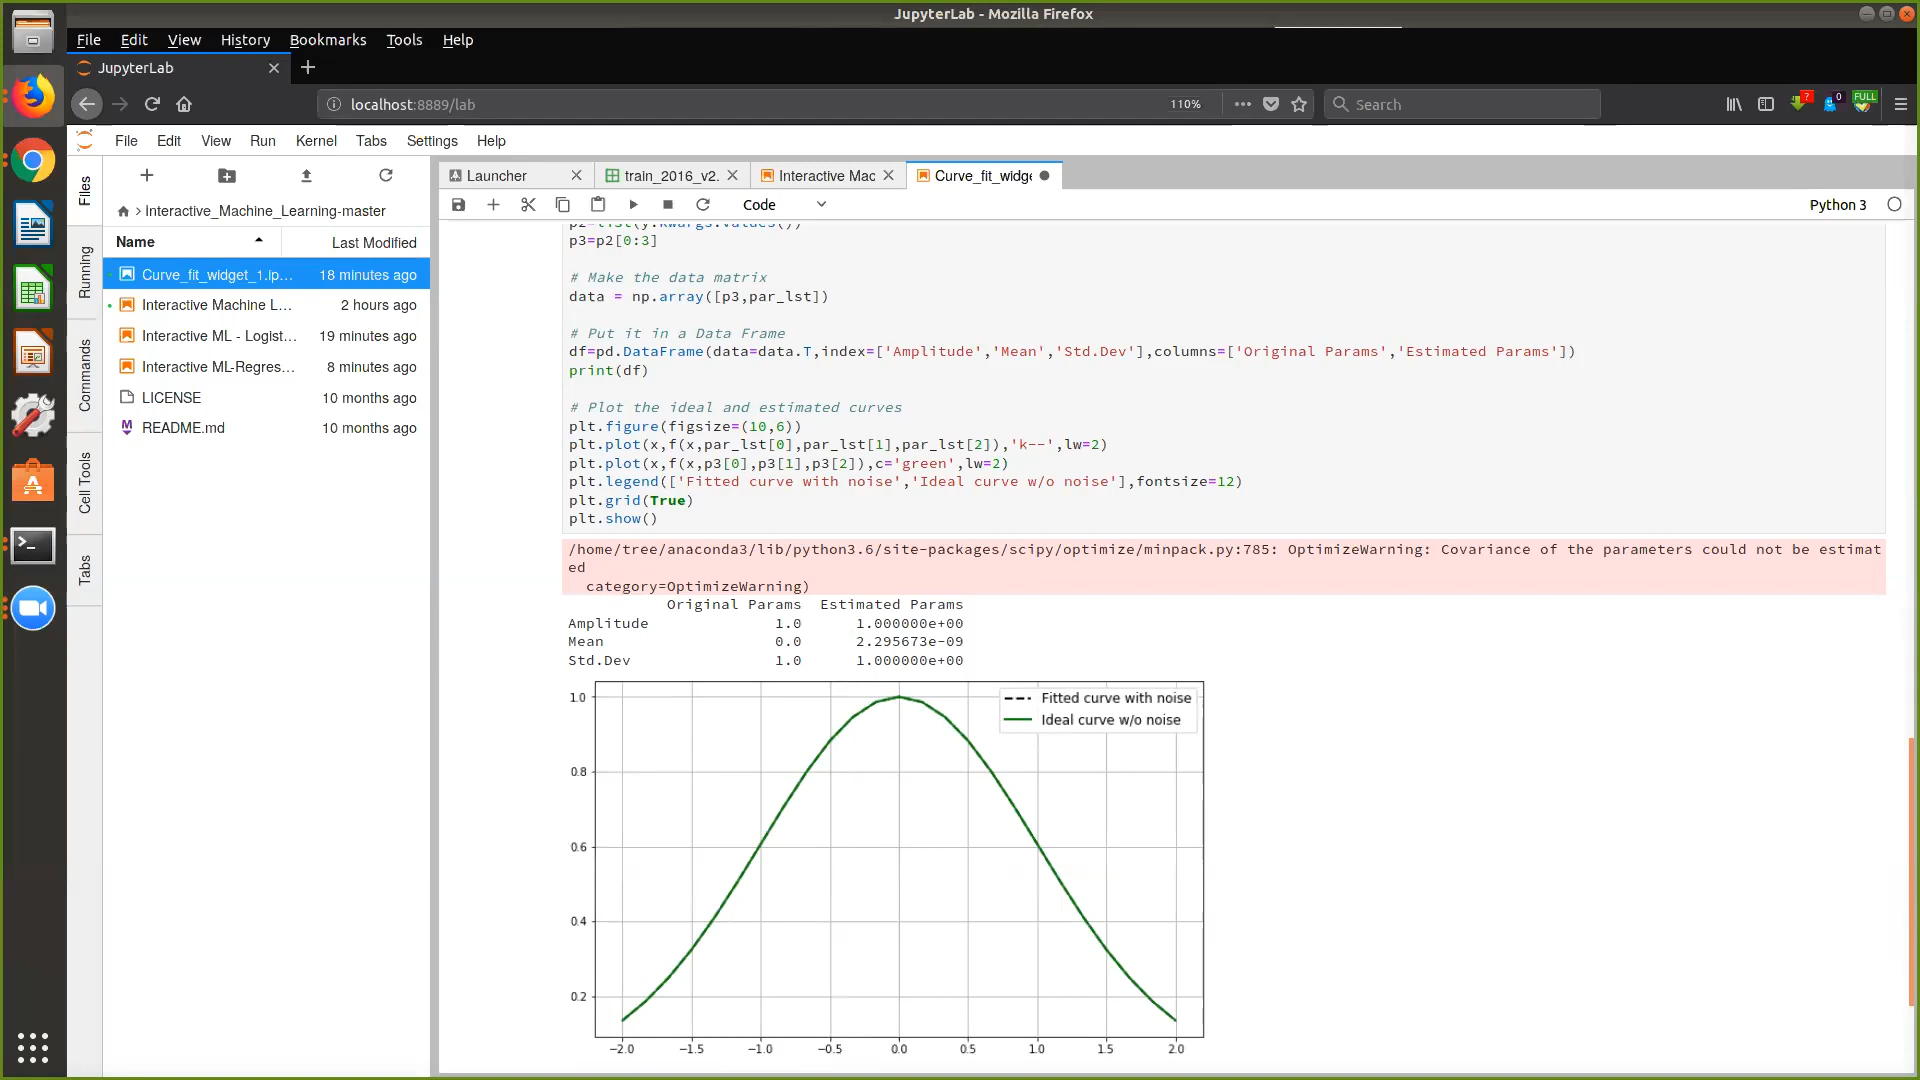 JupyterLab - Mozilla Firefox
File Edit View History Bookmarks Tools Help
JupyterLab
localhost:8889/lab 110% Search ? 0 FULL
File Edit View Run Kernel Tabs Settings Help
Files
Running
Commands
Cell Tools
Tabs
Interactive_Machine_Learning-master
Name Last Modified
Curve_fit_widget_1.ip... 18 minutes ago
Interactive Machine L... 2 hours ago
Interactive ML - Logist... 19 minutes ago
Interactive ML-Regres... 8 minutes ago
LICENSE 10 months ago
README.md 10 months ago
Launcher train_2016_v2. Interactive Mac Curve_fit_widge
Code Python 3
p2=list(y.kwargs.values())
p3=p2[0:3]
# Make the data matrix
data = np.array([p3,par_lst])
# Put it in a Data Frame
df=pd.DataFrame(data=data.T,index=['Amplitude','Mean','Std.Dev'],columns=['Original Params','Estimated Params'])
print(df)
# Plot the ideal and estimated curves
plt.figure(figsize=(10,6))
plt.plot(x,f(x,par_lst[0],par_lst[1],par_lst[2]),'k--',lw=2)
plt.plot(x,f(x,p3[0],p3[1],p3[2]),c='green',lw=2)
plt.legend(['Fitted curve with noise','Ideal curve w/o noise'],fontsize=12)
plt.grid(True)
plt.show()
/home/tree/anaconda3/lib/python3.6/site-packages/scipy/optimize/minpack.py:785: OptimizeWarning: Covariance of the parameters could not be estimat
ed
category=OptimizeWarning)
Original Params Estimated Params
Amplitude 1.0 1.000000e+00
Mean 0.0 2.295673e-09
Std.Dev 1.0 1.000000e+00
Fitted curve with noise
Ideal curve w/o noise
1.0
0.8
0.6
0.4
0.2
−2.0 −1.5 −1.0 −0.5 0.0 0.5 1.0 1.5 2.0